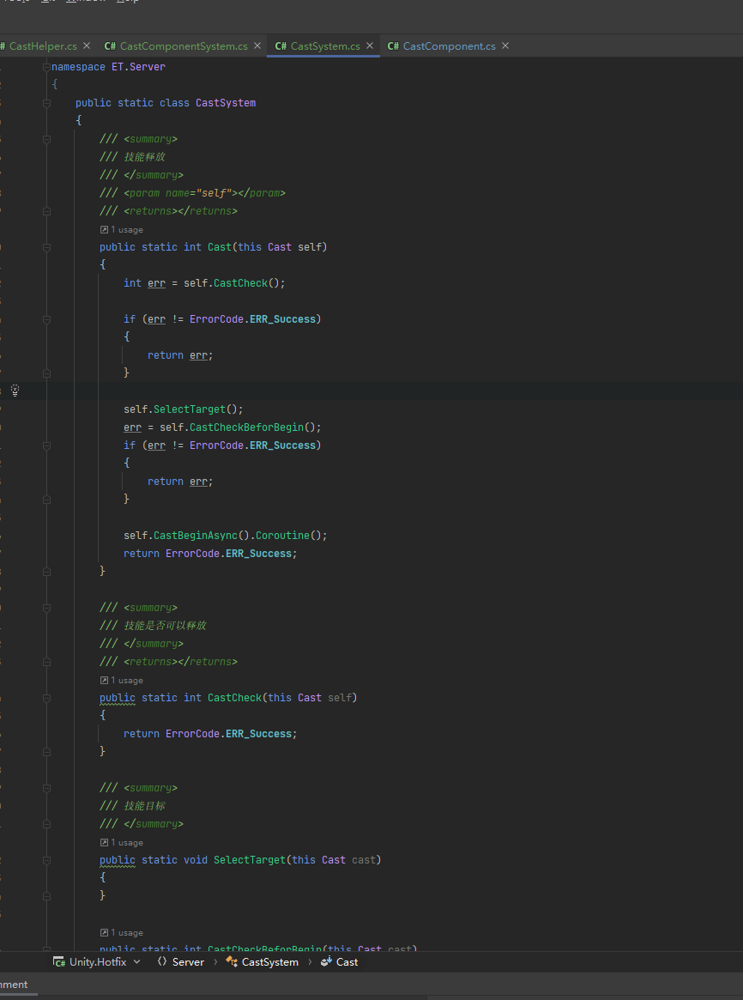 CastHelper.cs CastComponentSystem.cs CastSystem.cs CastComponent.cs
namespace ET.Server
{
public static class CastSystem
{
/// <summary>
/// 技能释放
/// </summary>
/// <param name="self"></param>
/// <returns></returns>
1 usage
public static int Cast(this Cast self)
{
int err = self.CastCheck();
if (err != ErrorCode.ERR_Success)
{
return err;
}
self.SelectTarget();
err = self.CastCheckBeforBegin();
if (err != ErrorCode.ERR_Success)
{
return err;
}
self.CastBeginAsync().Coroutine();
return ErrorCode.ERR_Success;
}
/// <summary>
/// 技能是否可以释放
/// </summary>
/// <returns></returns>
1 usage
public static int CastCheck(this Cast self)
{
return ErrorCode.ERR_Success;
}
/// <summary>
/// 技能目标
/// </summary>
1 usage
public static void SelectTarget(this Cast cast)
{
}
1 usage
public static int CastCheckBeforBegin(this Cast cast)
Unity.Hotfix Server CastSystem Cast